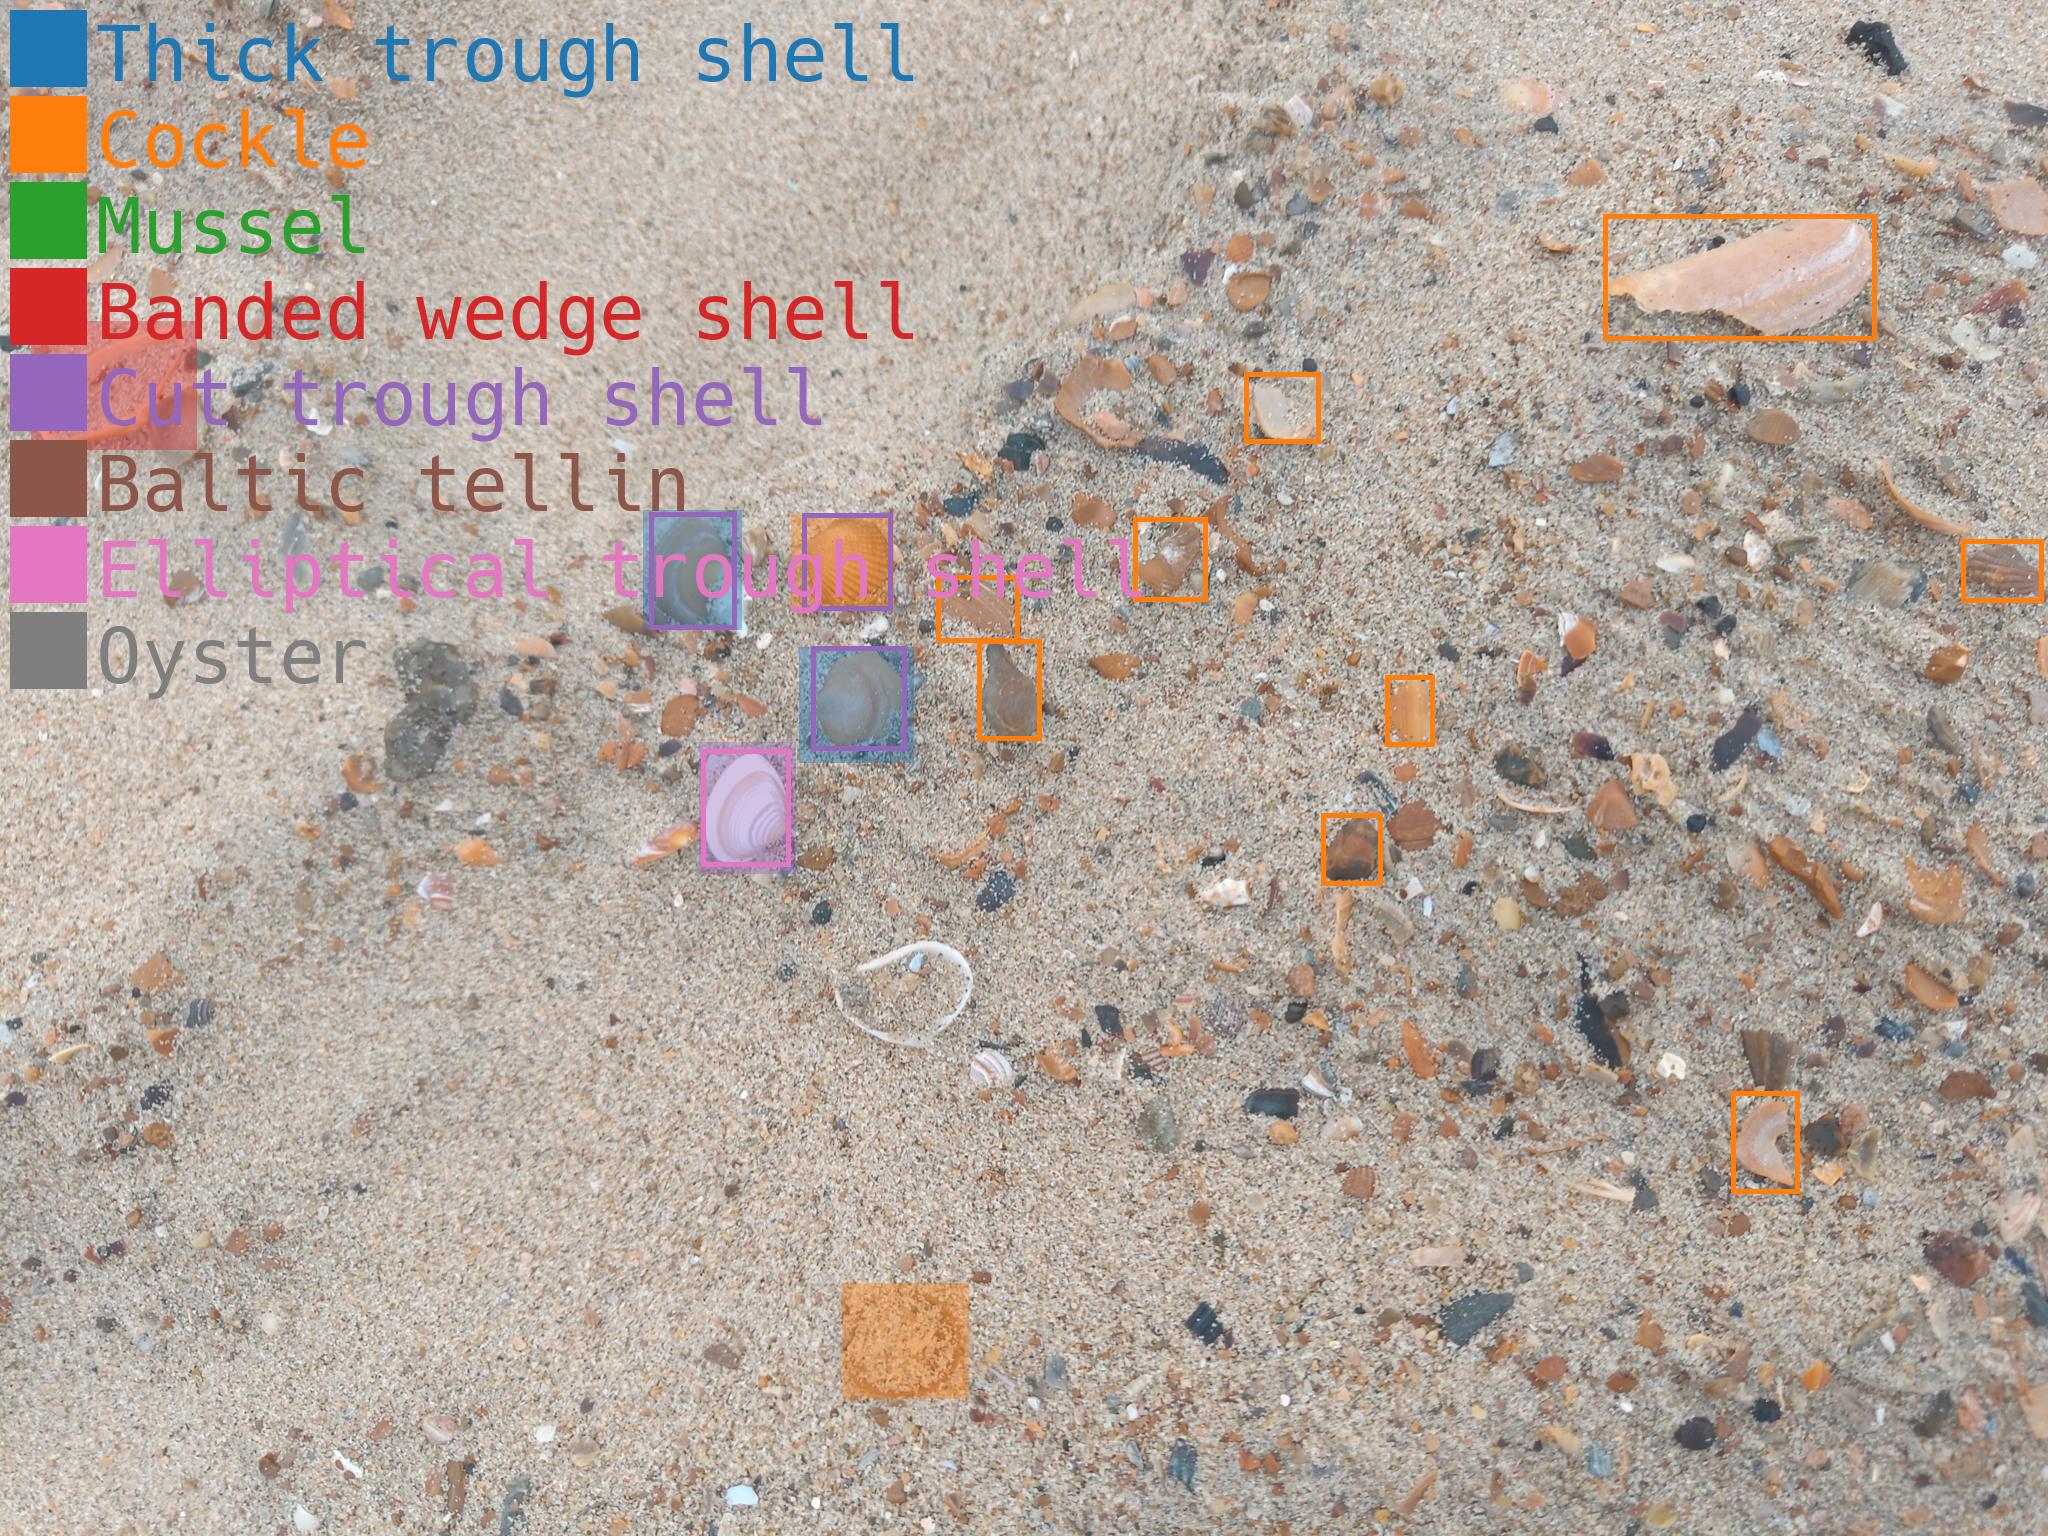 Thick trough shell
Cockle
Mussel
Banded wedge shell
Cut trough shell
Baltic tellin
Elliptical trough shell
Oyster